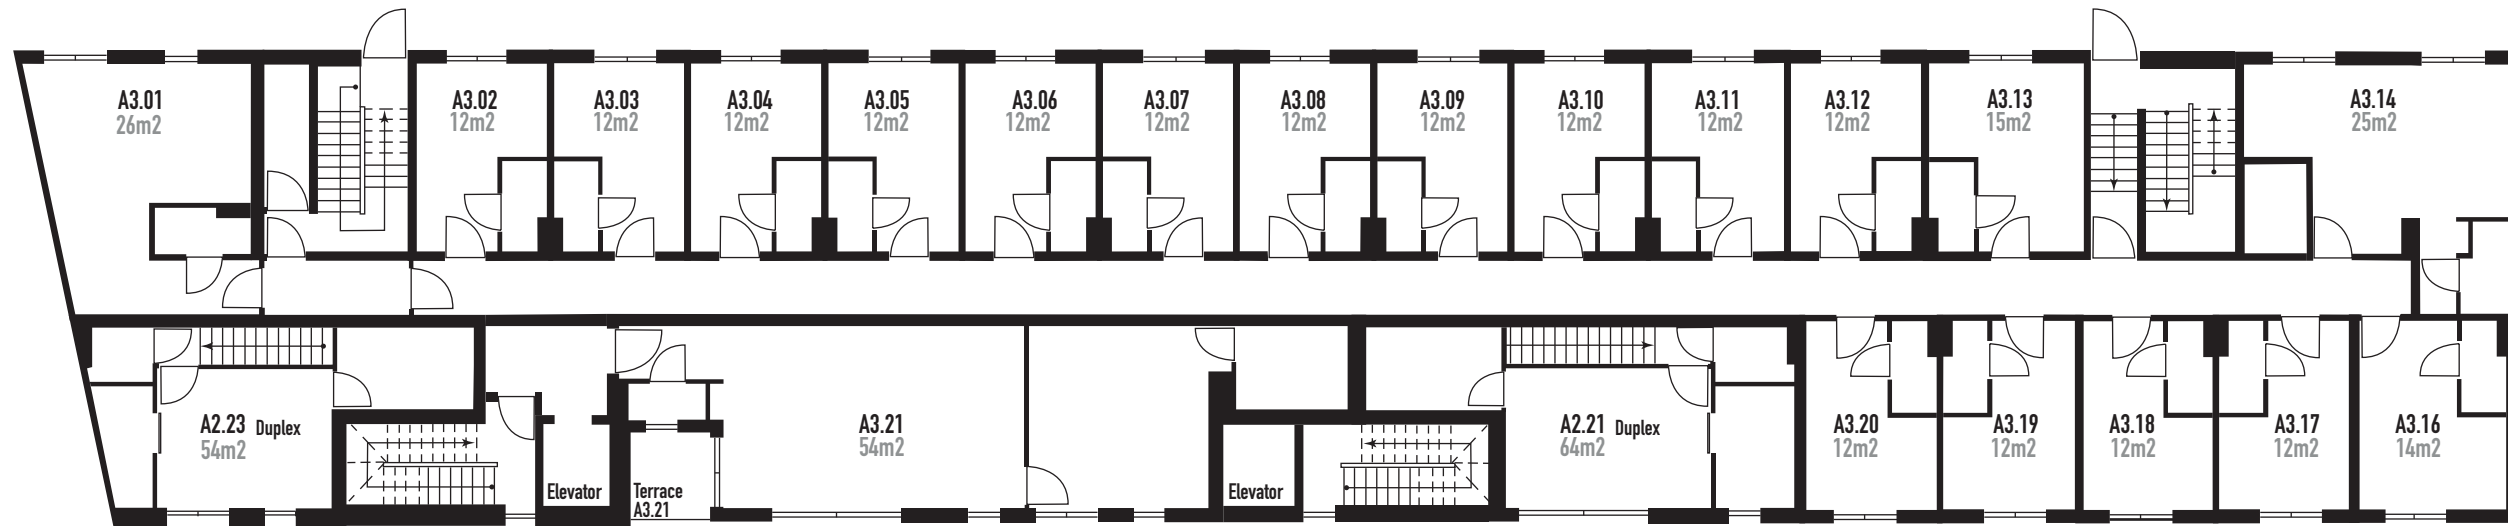 A3.01
26m2
A3.02
12m2
A3.03
12m2
A3.04
12m2
A3.05
12m2
A3.06
12m2
A3.07
12m2
A3.08
12m2
A3.09
12m2
A3.10
12m2
A3.11
12m2
A3.12
12m2
A3.13
15m2
A3.14
25m2
A2.23 Duplex
54m2
Elevator
Terrace
A3.21
A3.21
54m2
Elevator
A2.21 Duplex
64m2
A3.20
12m2
A3.19
12m2
A3.18
12m2
A3.17
12m2
A3.16
14m2